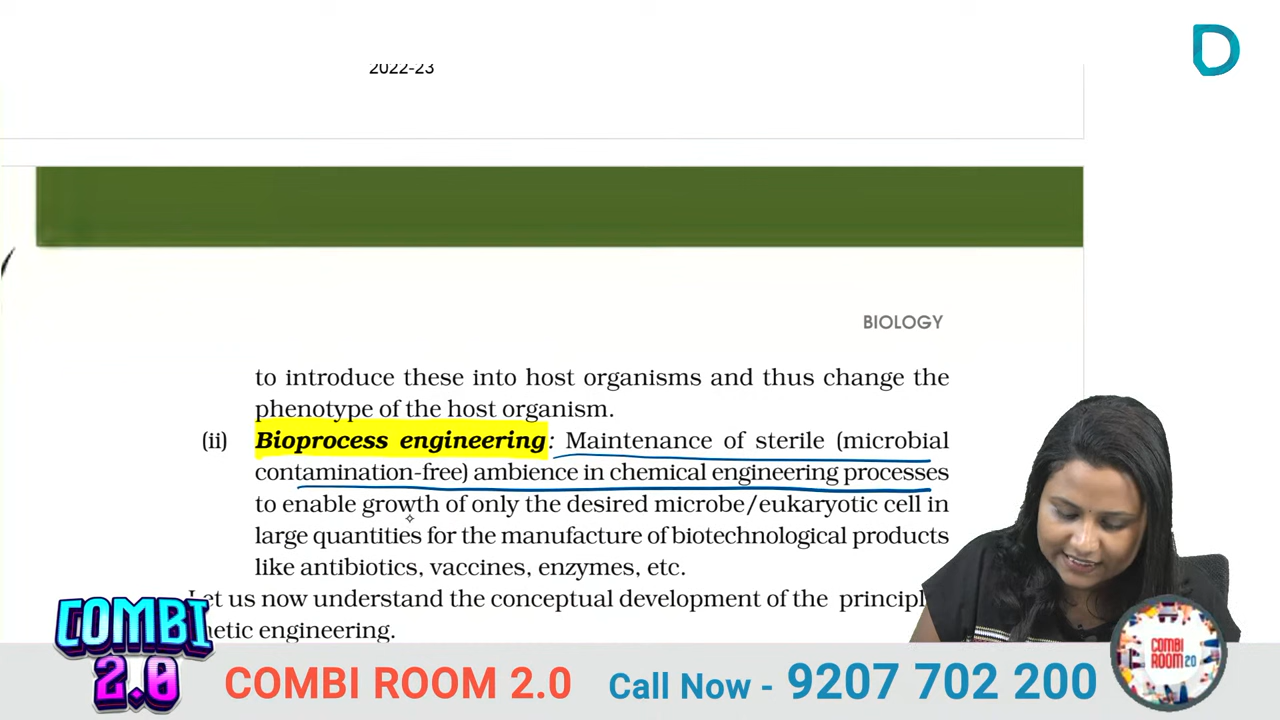 2022-23
D
BIOLOGY
to introduce these into host organisms and thus change the
phenotype of the host organism.
(ii) Bioprocess engineering: Maintenance of sterile (microbial
contamination-free) ambience in chemical engineering processes
to enable growth of only the desired microbe/eukaryotic cell in
large quantities for the manufacture of biotechnological products
like antibiotics, vaccines, enzymes, etc.
Let us now understand the conceptual development of the
engineering.
COMBI
2.0
COMBI ROOM 2.0
Call Now - 9207 702 200
COMBI
ROOM 2.0